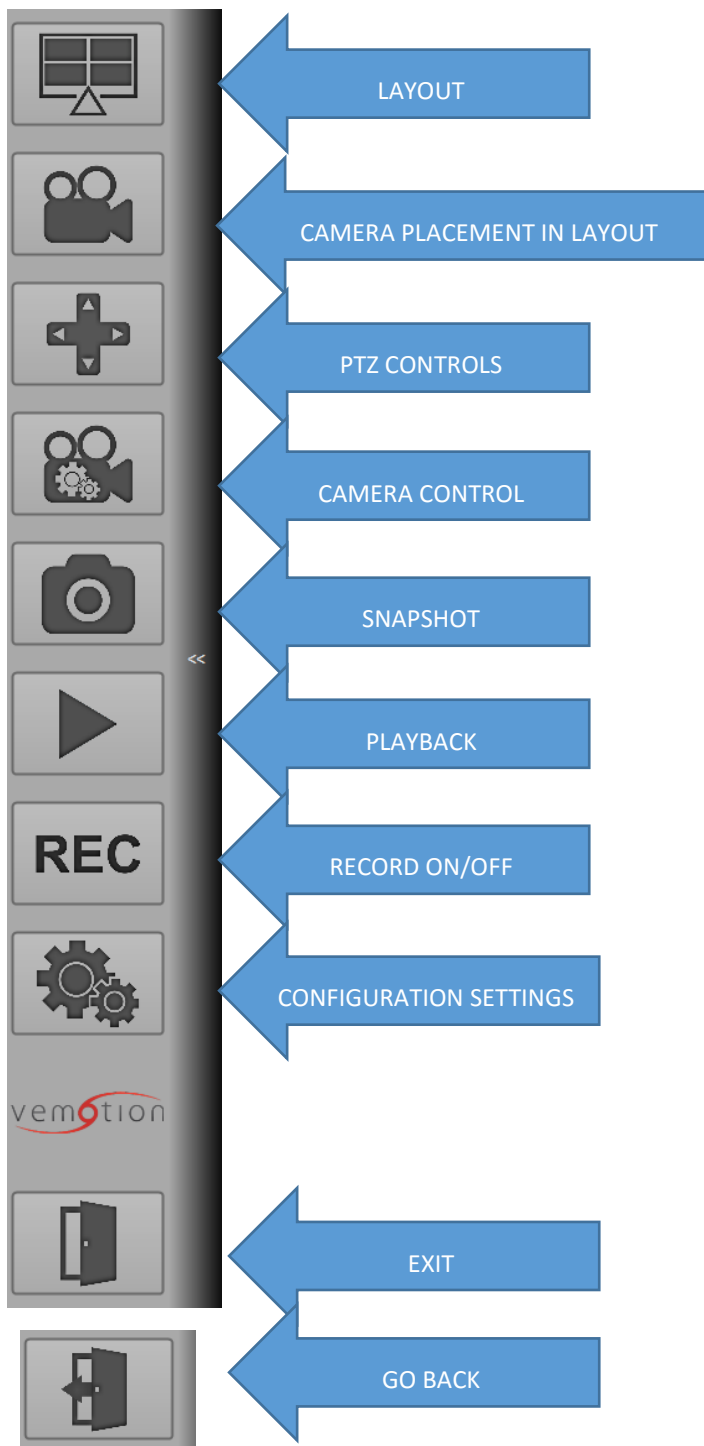 LAYOUT
CAMERA PLACEMENT IN LAYOUT
PTZ CONTROLS
CAMERA CONTROL
SNAPSHOT
<<
PLAYBACK
REC
RECORD ON/OFF
CONFIGURATION SETTINGS
vemotion
EXIT
GO BACK